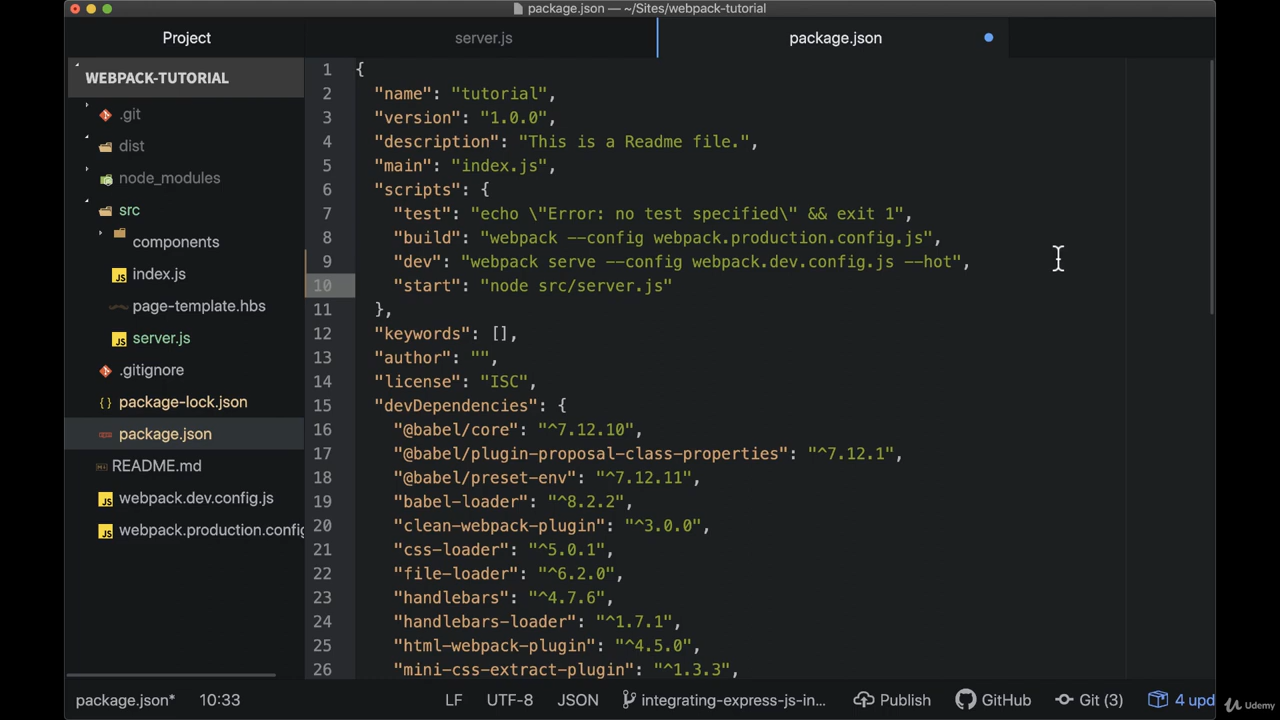 package.json — ~/Sites/webpack-tutorial
Project
server.js
package.json
WEBPACK-TUTORIAL
.git
dist
node_modules
src
components
index.js
page-template.hbs
server.js
.gitignore
package-lock.json
package.json
README.md
webpack.dev.config.js
webpack.production.config
1 {
2 "name": "tutorial",
3 "version": "1.0.0",
4 "description": "This is a Readme file.",
5 "main": "index.js",
6 "scripts": {
7 "test": "echo \"Error: no test specified\" && exit 1",
8 "build": "webpack --config webpack.production.config.js",
9 "dev": "webpack serve --config webpack.dev.config.js --hot",
10 "start": "node src/server.js"
11 },
12 "keywords": [],
13 "author": "",
14 "license": "ISC",
15 "devDependencies": {
16 "@babel/core": "^7.12.10",
17 "@babel/plugin-proposal-class-properties": "^7.12.1",
18 "@babel/preset-env": "^7.12.11",
19 "babel-loader": "^8.2.2",
20 "clean-webpack-plugin": "^3.0.0",
21 "css-loader": "^5.0.1",
22 "file-loader": "^6.2.0",
23 "handlebars": "^4.7.6",
24 "handlebars-loader": "^1.7.1",
25 "html-webpack-plugin": "^4.5.0",
26 "mini-css-extract-plugin": "^1.3.3",
package.json* 10:33 LF UTF-8 JSON integrating-express-js-in... Publish GitHub Git (3) 4 upd
Udemy